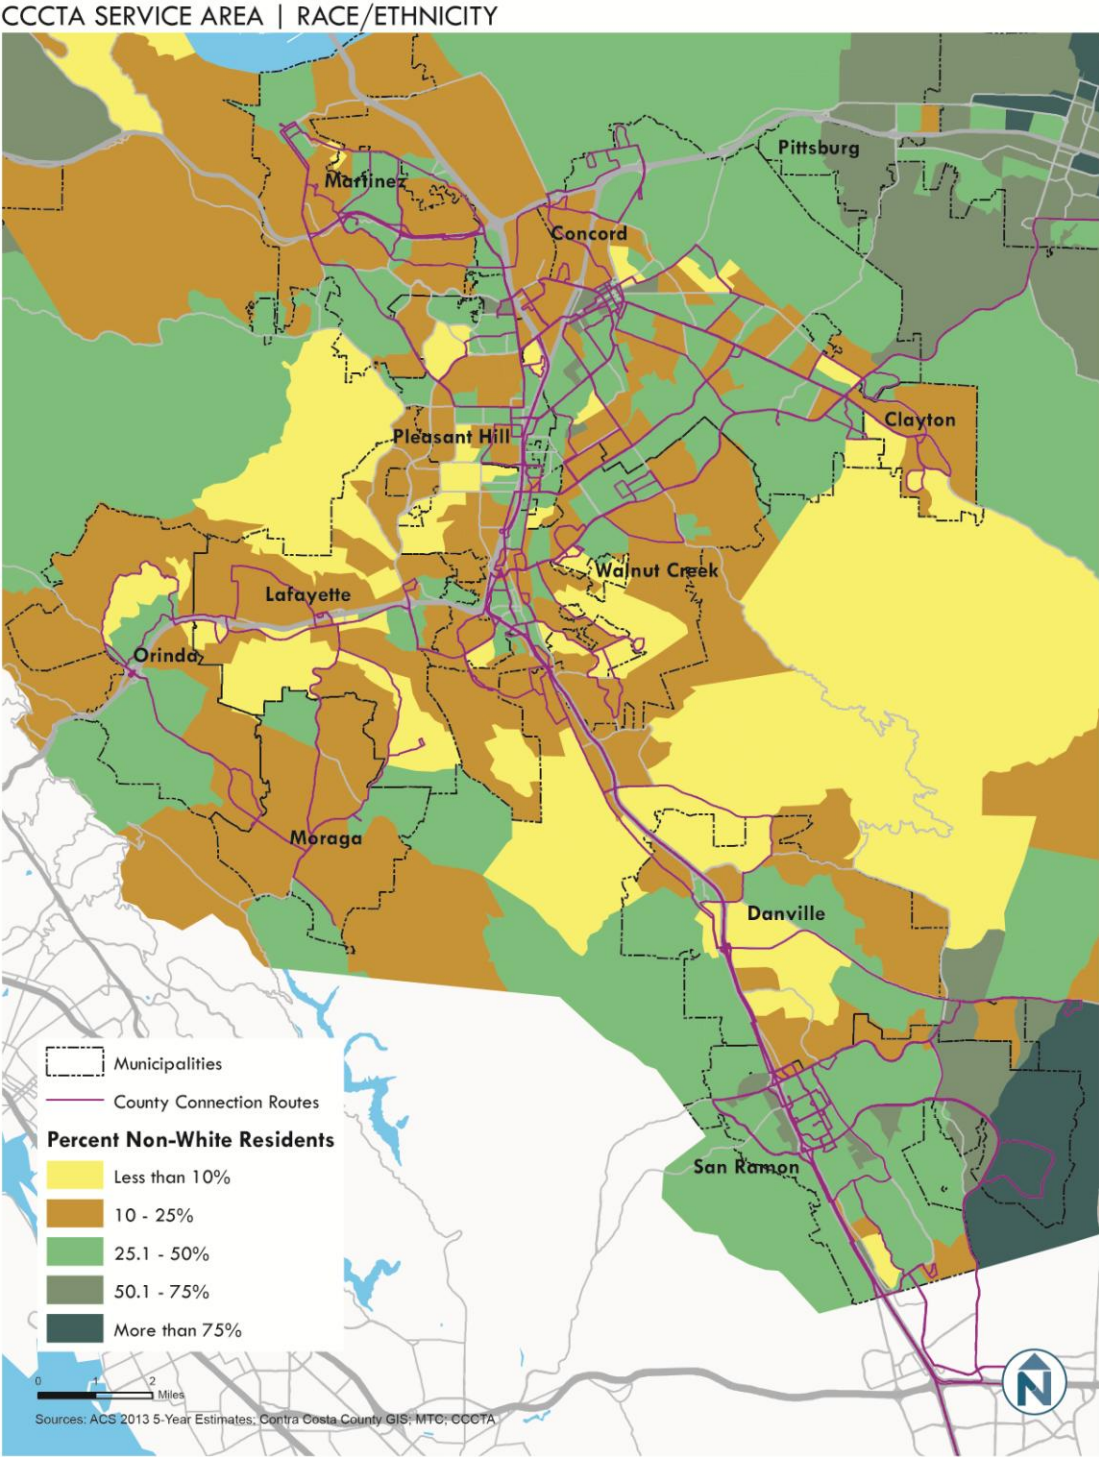 CCCTA SERVICE AREA | RACE/ETHNICITY
Pittsburg
Martinez
Concord
Clayton
Pleasant Hill
Walnut Creek
Lafayette
Orinda
Moraga
Danville
San Ramon
Municipalities
County Connection Routes
Percent Non-White Residents
Less than 10%
10 - 25%
25.1 - 50%
50.1 - 75%
More than 75%
0 1 2
Miles
N
Sources: ACS 2013 5-Year Estimates; Contra Costa County GIS; MTC; CCCTA